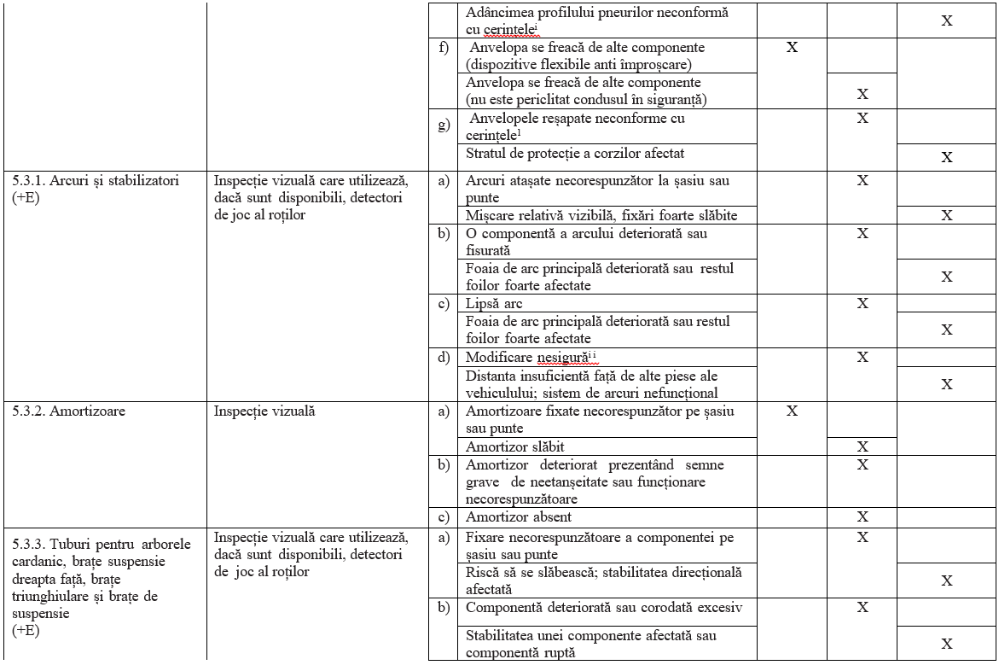 Adâncimea profilului pneurilor neconformă
cu cerințeleⁱ
X
f)
Anvelopa se freacă de alte componente
(dispozitive flexibile anti împroșcare)
X
Anvelopa se freacă de alte componente
(nu este periclitat condusul în siguranță)
X
g)
Anvelopele reșapate neconforme cu
cerințele¹
X
Stratul de protecție a corzilor afectat
X
5.3.1. Arcuri și stabilizatori
(+E)
Inspecție vizuală care utilizează,
dacă sunt disponibili, detectori
de joc al roților
a)
Arcuri atașate necorespunzător la șasiu sau
punte
X
Mișcare relativă vizibilă, fixări foarte slăbite
X
b)
O componentă a arcului deteriorată sau
fisurată
X
Foaia de arc principală deteriorată sau restul
foilor foarte afectate
X
c)
Lipsă arc
X
Foaia de arc principală deteriorată sau restul
foilor foarte afectate
X
d)
Modificare nesigurăⁱⁱ
X
Distanta insuficientă față de alte piese ale
vehiculului; sistem de arcuri nefuncțional
X
5.3.2. Amortizoare
Inspecție vizuală
a)
Amortizoare fixate necorespunzător pe șasiu
sau punte
X
Amortizor slăbit
X
b)
Amortizor deteriorat prezentând semne
grave de neetanșeitate sau funcționare
necorespunzătoare
X
c)
Amortizor absent
X
5.3.3. Tuburi pentru arborele
cardanic, brațe suspensie
dreapta față, brațe
triunghiulare și brațe de
suspensie
(+E)
Inspecție vizuală care utilizează,
dacă sunt disponibili, detectori
de joc al roților
a)
Fixare necorespunzătoare a componentei pe
șasiu sau punte
X
Riscă să se slăbească; stabilitatea direcțională
afectată
X
b)
Componentă deteriorată sau corodată excesiv
X
Stabilitatea unei componente afectată sau
componentă ruptă
X